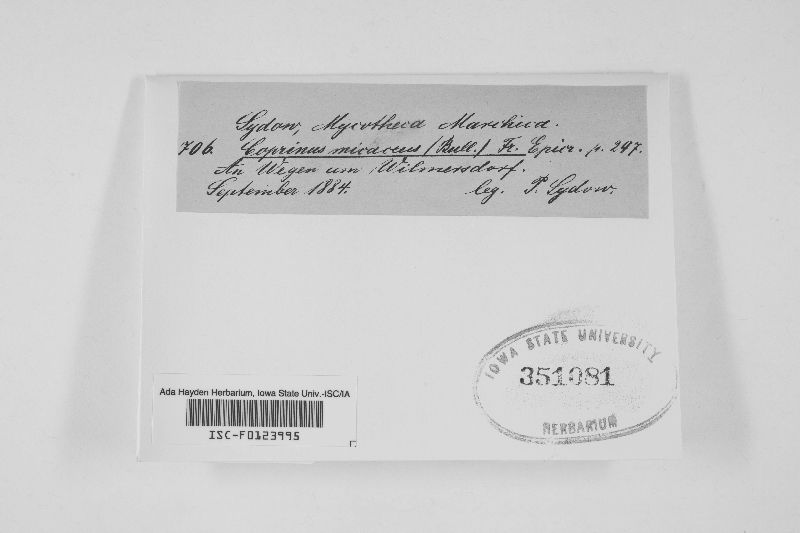 Sydow, Mycotheca Marchica.
706. Coprinus micaceus (Bull.) Fr. Epicr. p. 247.
An Wegen um Wilmersdorf.
September 1884. leg. P. Sydow.
IOWA STATE UNIVERSITY
351081
HERBARIUM
Ada Hayden Herbarium, Iowa State Univ.-ISC/IA
ISC-F0123995